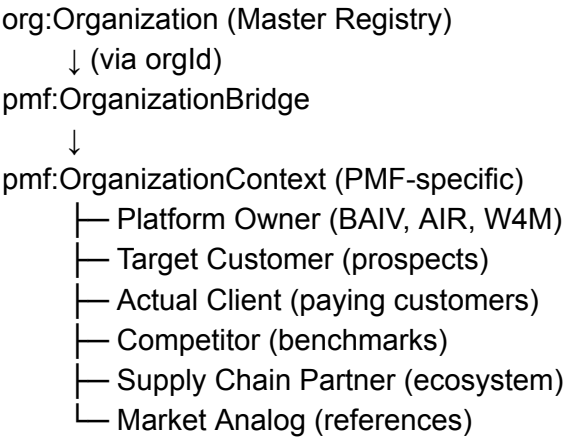 org:Organization (Master Registry)
↓ (via orgId)
pmf:OrganizationBridge
↓
pmf:OrganizationContext (PMF-specific)
├─ Platform Owner (BAIV, AIR, W4M)
├─ Target Customer (prospects)
├─ Actual Client (paying customers)
├─ Competitor (benchmarks)
├─ Supply Chain Partner (ecosystem)
└─ Market Analog (references)